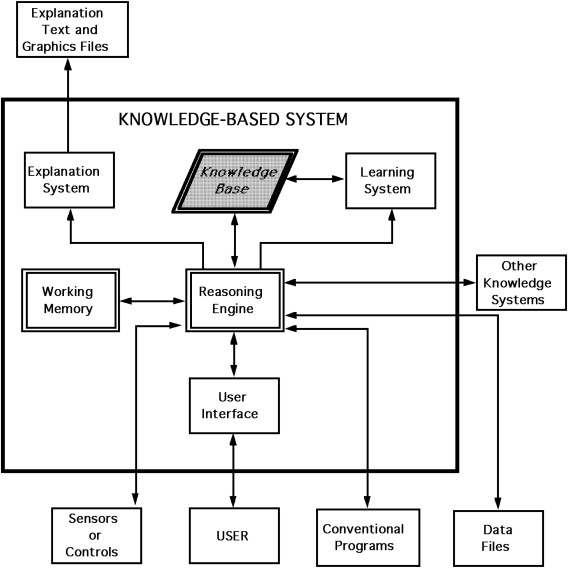 Explanation
Text and
Graphics Files
KNOWLEDGE-BASED SYSTEM
Explanation
System
Knowledge
Base
Learning
System
Working
Memory
Reasoning
Engine
Other
Knowledge
Systems
User
Interface
Sensors
or
Controls
USER
Conventional
Programs
Data
Files